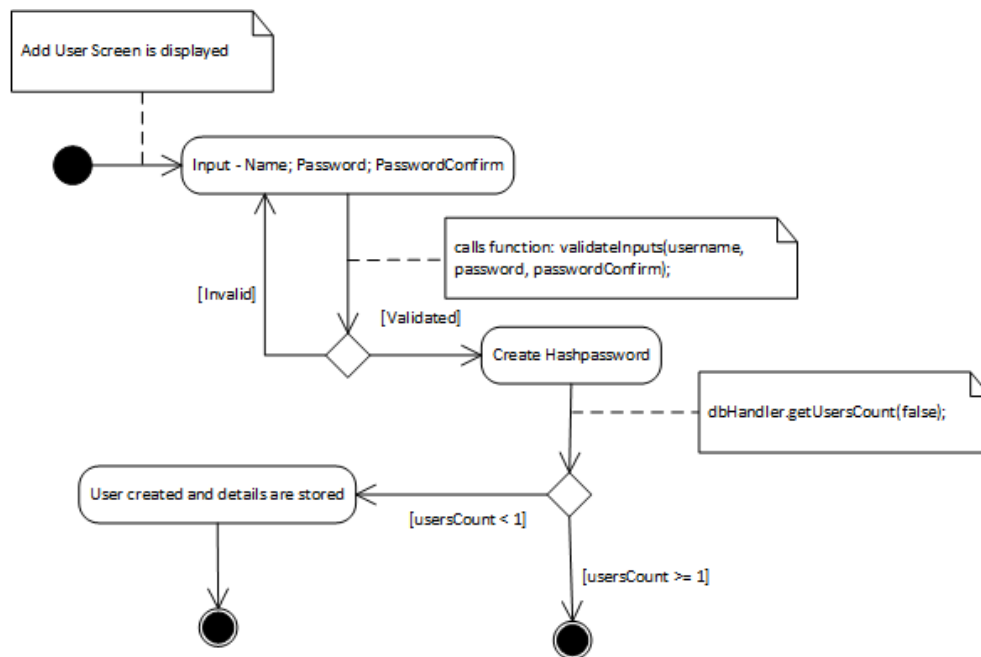 Add User Screen is displayed
Input - Name; Password; PasswordConfirm
calls function: validateInputs(username,
password, passwordConfirm);
[Invalid]
[Validated]
Create Hashpassword
dbHandler.getUsersCount(false);
User created and details are stored
[usersCount < 1]
[usersCount >= 1]